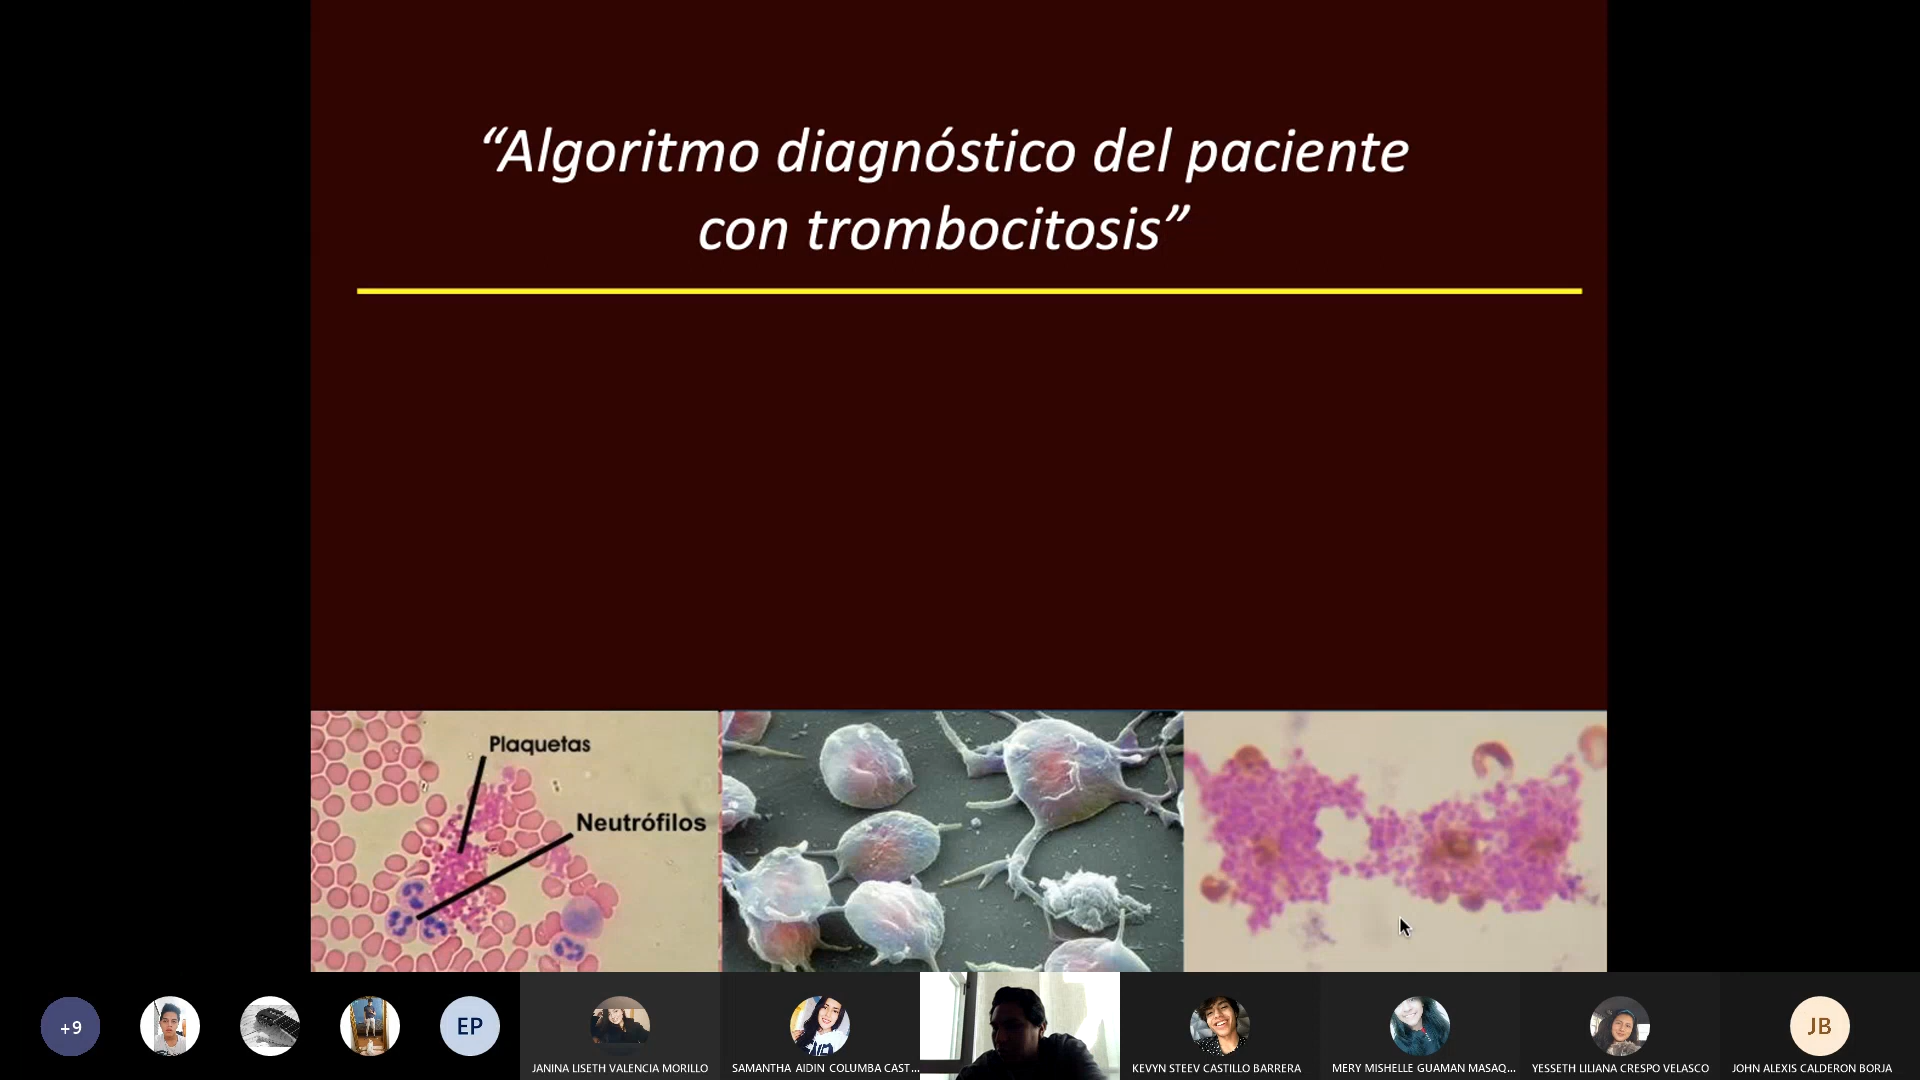 “Algoritmo diagnóstico del paciente
con trombocitosis”
Plaquetas
Neutrófilos
+9
EP
JANINA LISETH VALENCIA MORILLO
SAMANTHA AIDIN COLUMBA CAST...
KEVYN STEEV CASTILLO BARRERA
MERY MISHELLE GUAMAN MASAQ...
YESSETH LILIANA CRESPO VELASCO
JB
JOHN ALEXIS CALDERON BORJA